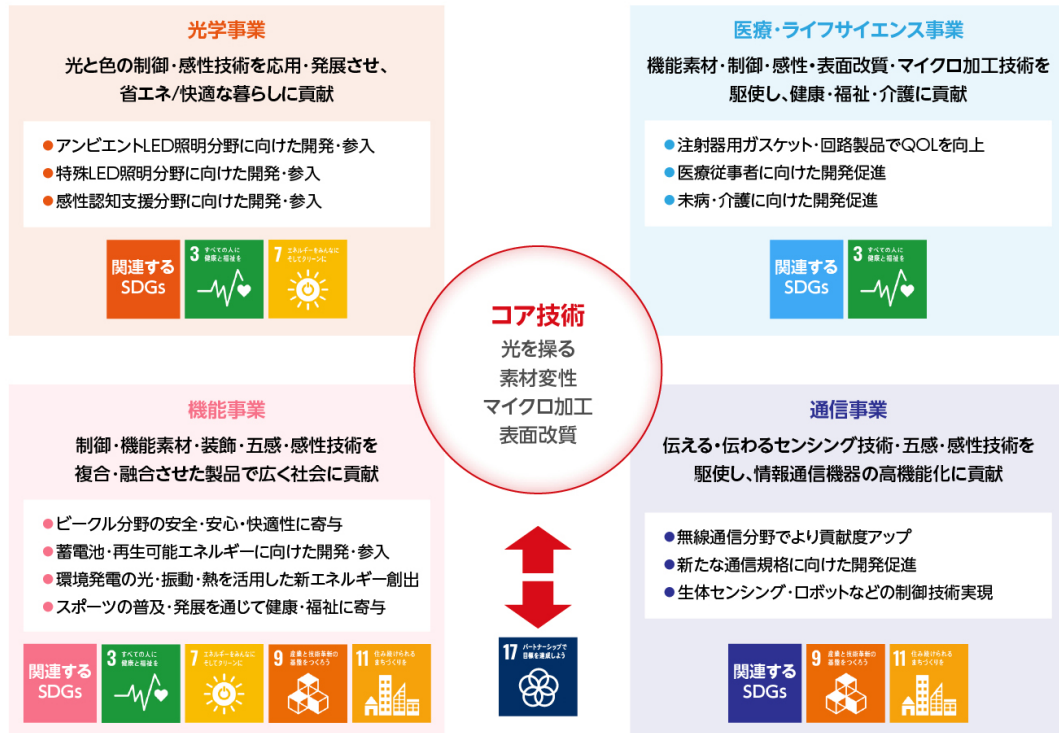 光学事業
光と色の制御・感性技術を応用・発展させ、
省エネ/快適な暮らしに貢献
●アンビエントLED照明分野に向けた開発・参入
●特殊LED照明分野に向けた開発・参入
●感性認知支援分野に向けた開発・参入
関連する
SDGs
3 すべての人に
健康と福祉を
7 エネルギーをみんなに
そしてクリーンに
医療・ライフサイエンス事業
機能素材・制御・感性・表面改質・マイクロ加工技術を
駆使し、健康・福祉・介護に貢献
●注射器用ガスケット・回路製品でQOLを向上
●医療従事者に向けた開発促進
●未病・介護に向けた開発促進
関連する
SDGs
3 すべての人に
健康と福祉を
コア技術
光を操る
素材変性
マイクロ加工
表面改質
機能事業
制御・機能素材・装飾・五感・感性技術を
複合・融合させた製品で広く社会に貢献
●ビークル分野の安全・安心・快適性に寄与
●蓄電池・再生可能エネルギーに向けた開発・参入
●環境発電の光・振動・熱を活用した新エネルギー創出
●スポーツの普及・発展を通じて健康・福祉に寄与
関連する
SDGs
3 すべての人に
健康と福祉を
7 エネルギーをみんなに
そしてクリーンに
9 産業と技術革新の
基盤をつくろう
11 住み続けられる
まちづくりを
17 パートナーシップで
目標を達成しよう
通信事業
伝える・伝わるセンシング技術・五感・感性技術を
駆使し、情報通信機器の高機能化に貢献
●無線通信分野でより貢献度アップ
●新たな通信規格に向けた開発促進
●生体センシング・ロボットなどの制御技術実現
関連する
SDGs
9 産業と技術革新の
基盤をつくろう
11 住み続けられる
まちづくりを